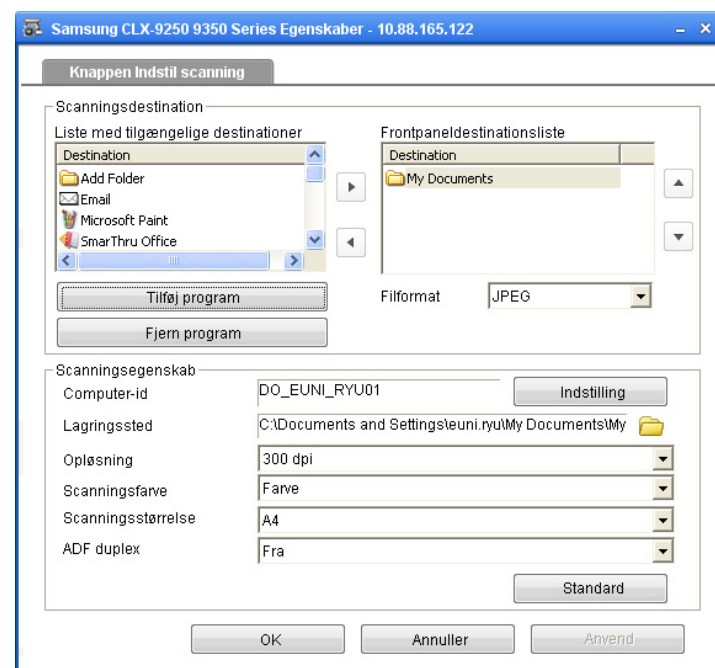 Samsung CLX-9250 9350 Series Egenskaber - 10.88.165.122
Knappen Indstil scanning
Scanningsdestination
Liste med tilgængelige destinationer
Destination
Add Folder
Email
Microsoft Paint
SmarThru Office
Tilføj program
Fjern program
Frontpaneldestinationsliste
Destination
My Documents
Filformat JPEG
Scanningsegenskab
Computer-id DO_EUNI_RYU01 Indstilling
Lagringssted C:\Documents and Settings\euni.ryu\My Documents\My
Opløsning 300 dpi
Scanningsfarve Farve
Scanningsstørrelse A4
ADF duplex Fra
Standard
OK Annuller Anvend